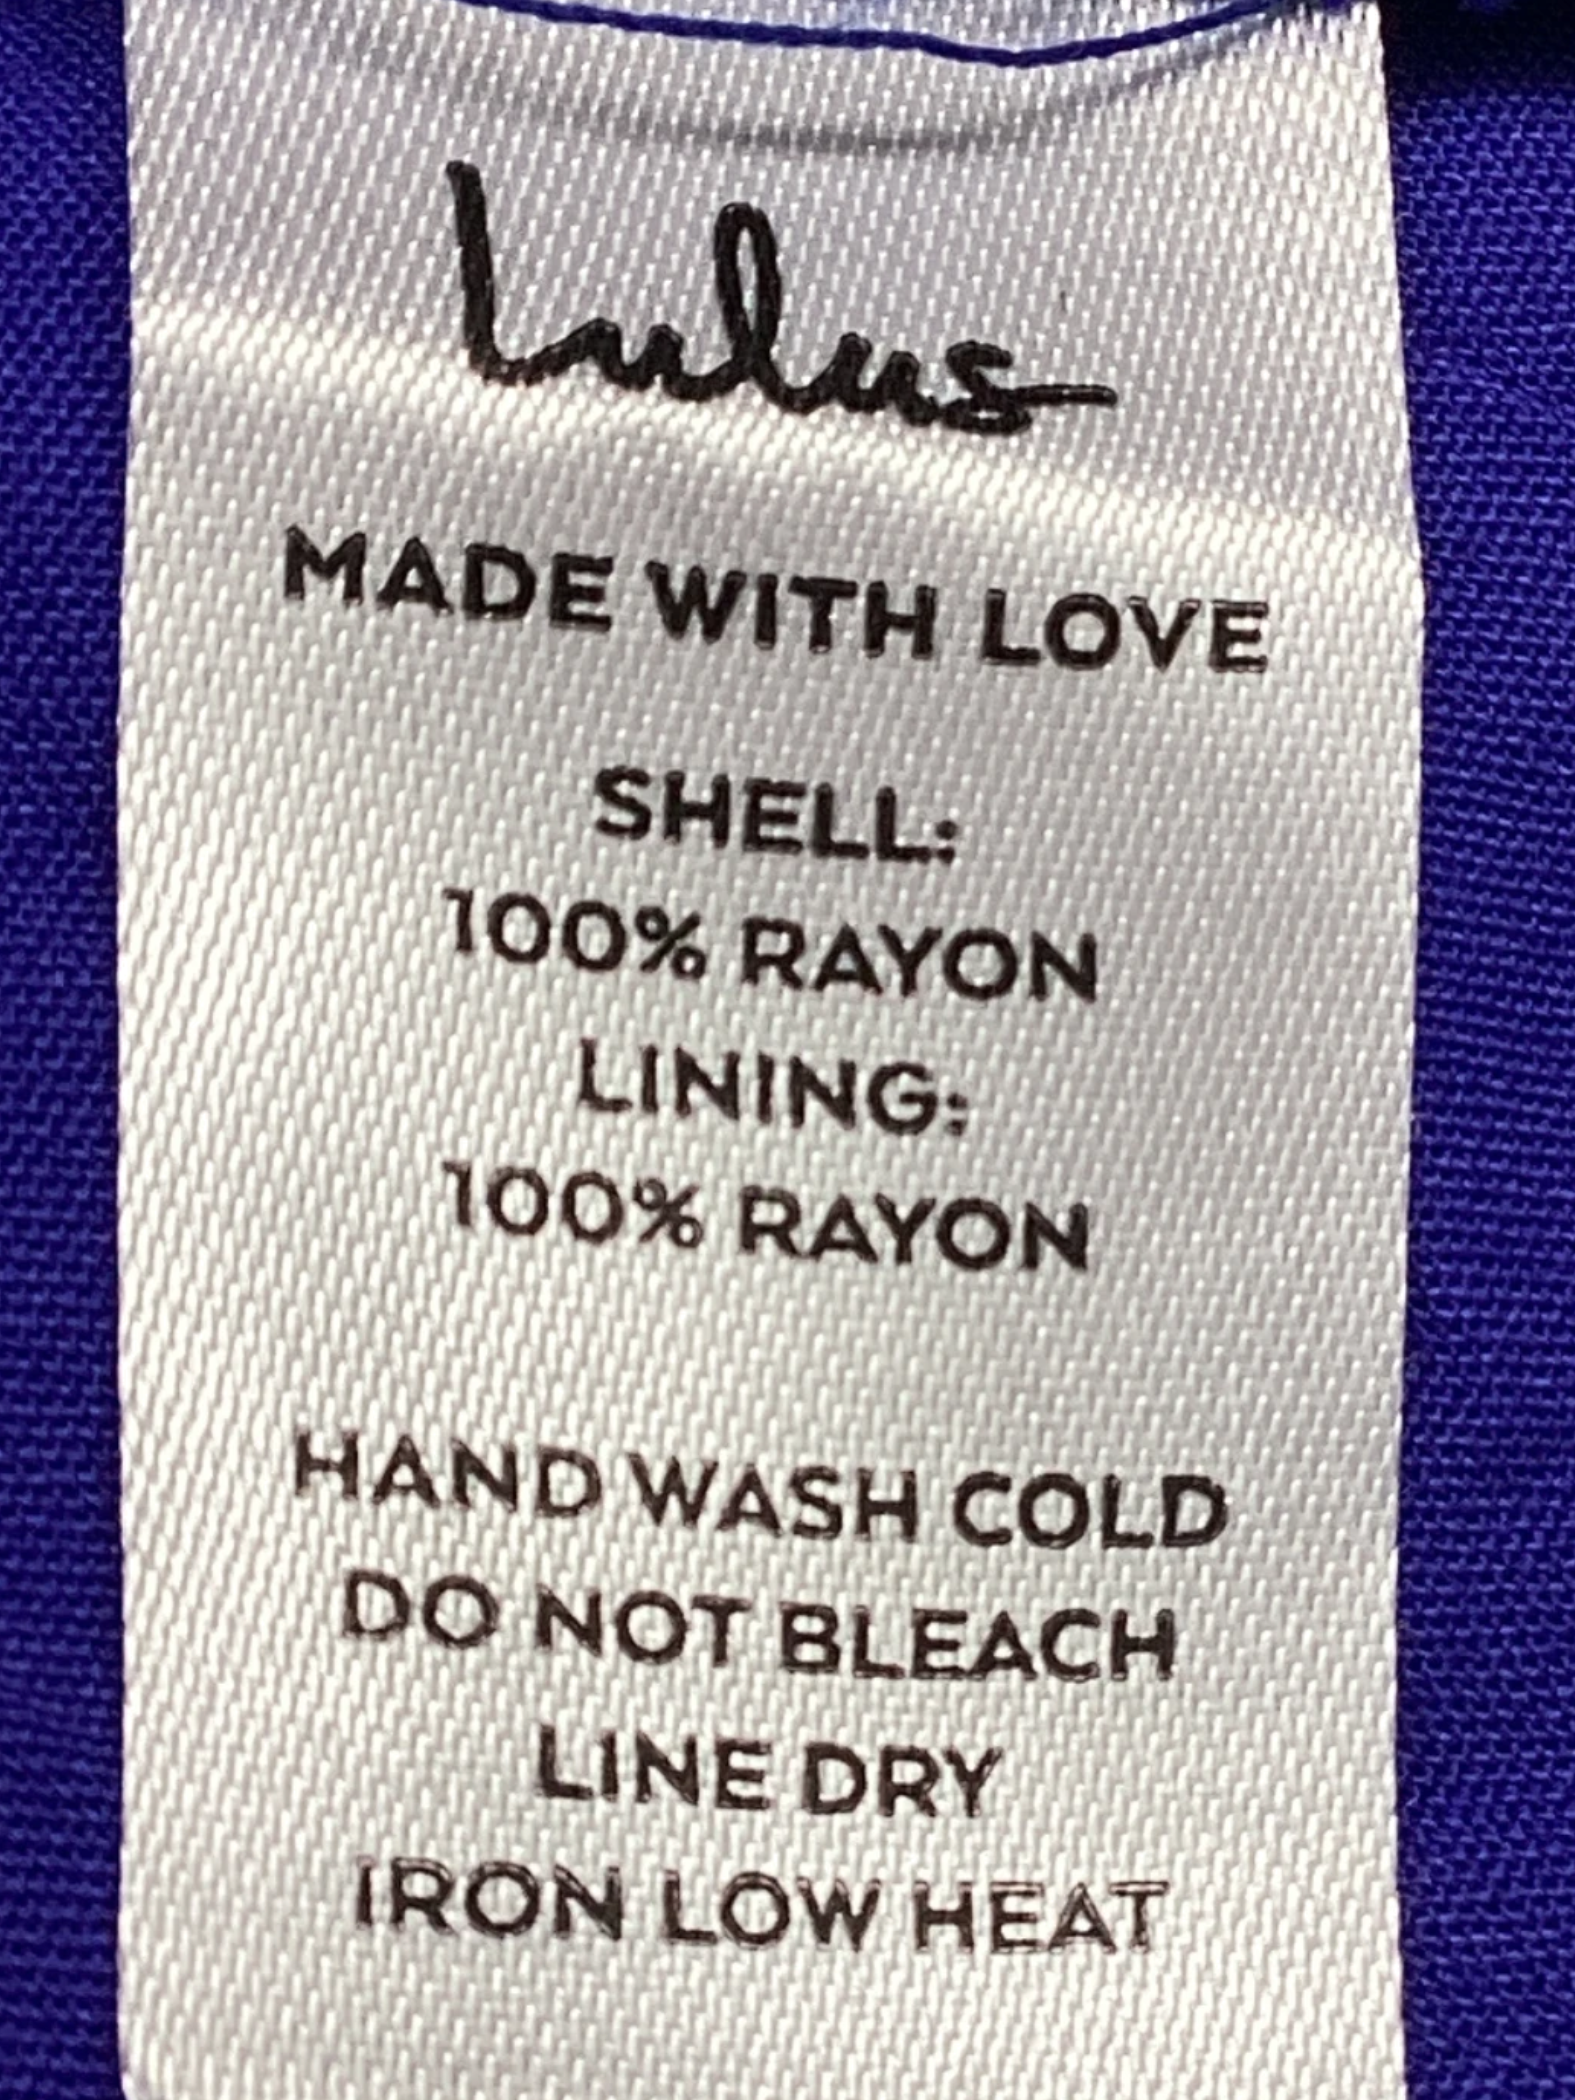 Lulus
MADE WITH LOVE
SHELL:
100% RAYON
LINING:
100% RAYON
HAND WASH COLD
DO NOT BLEACH
LINE DRY
IRON LOW HEAT